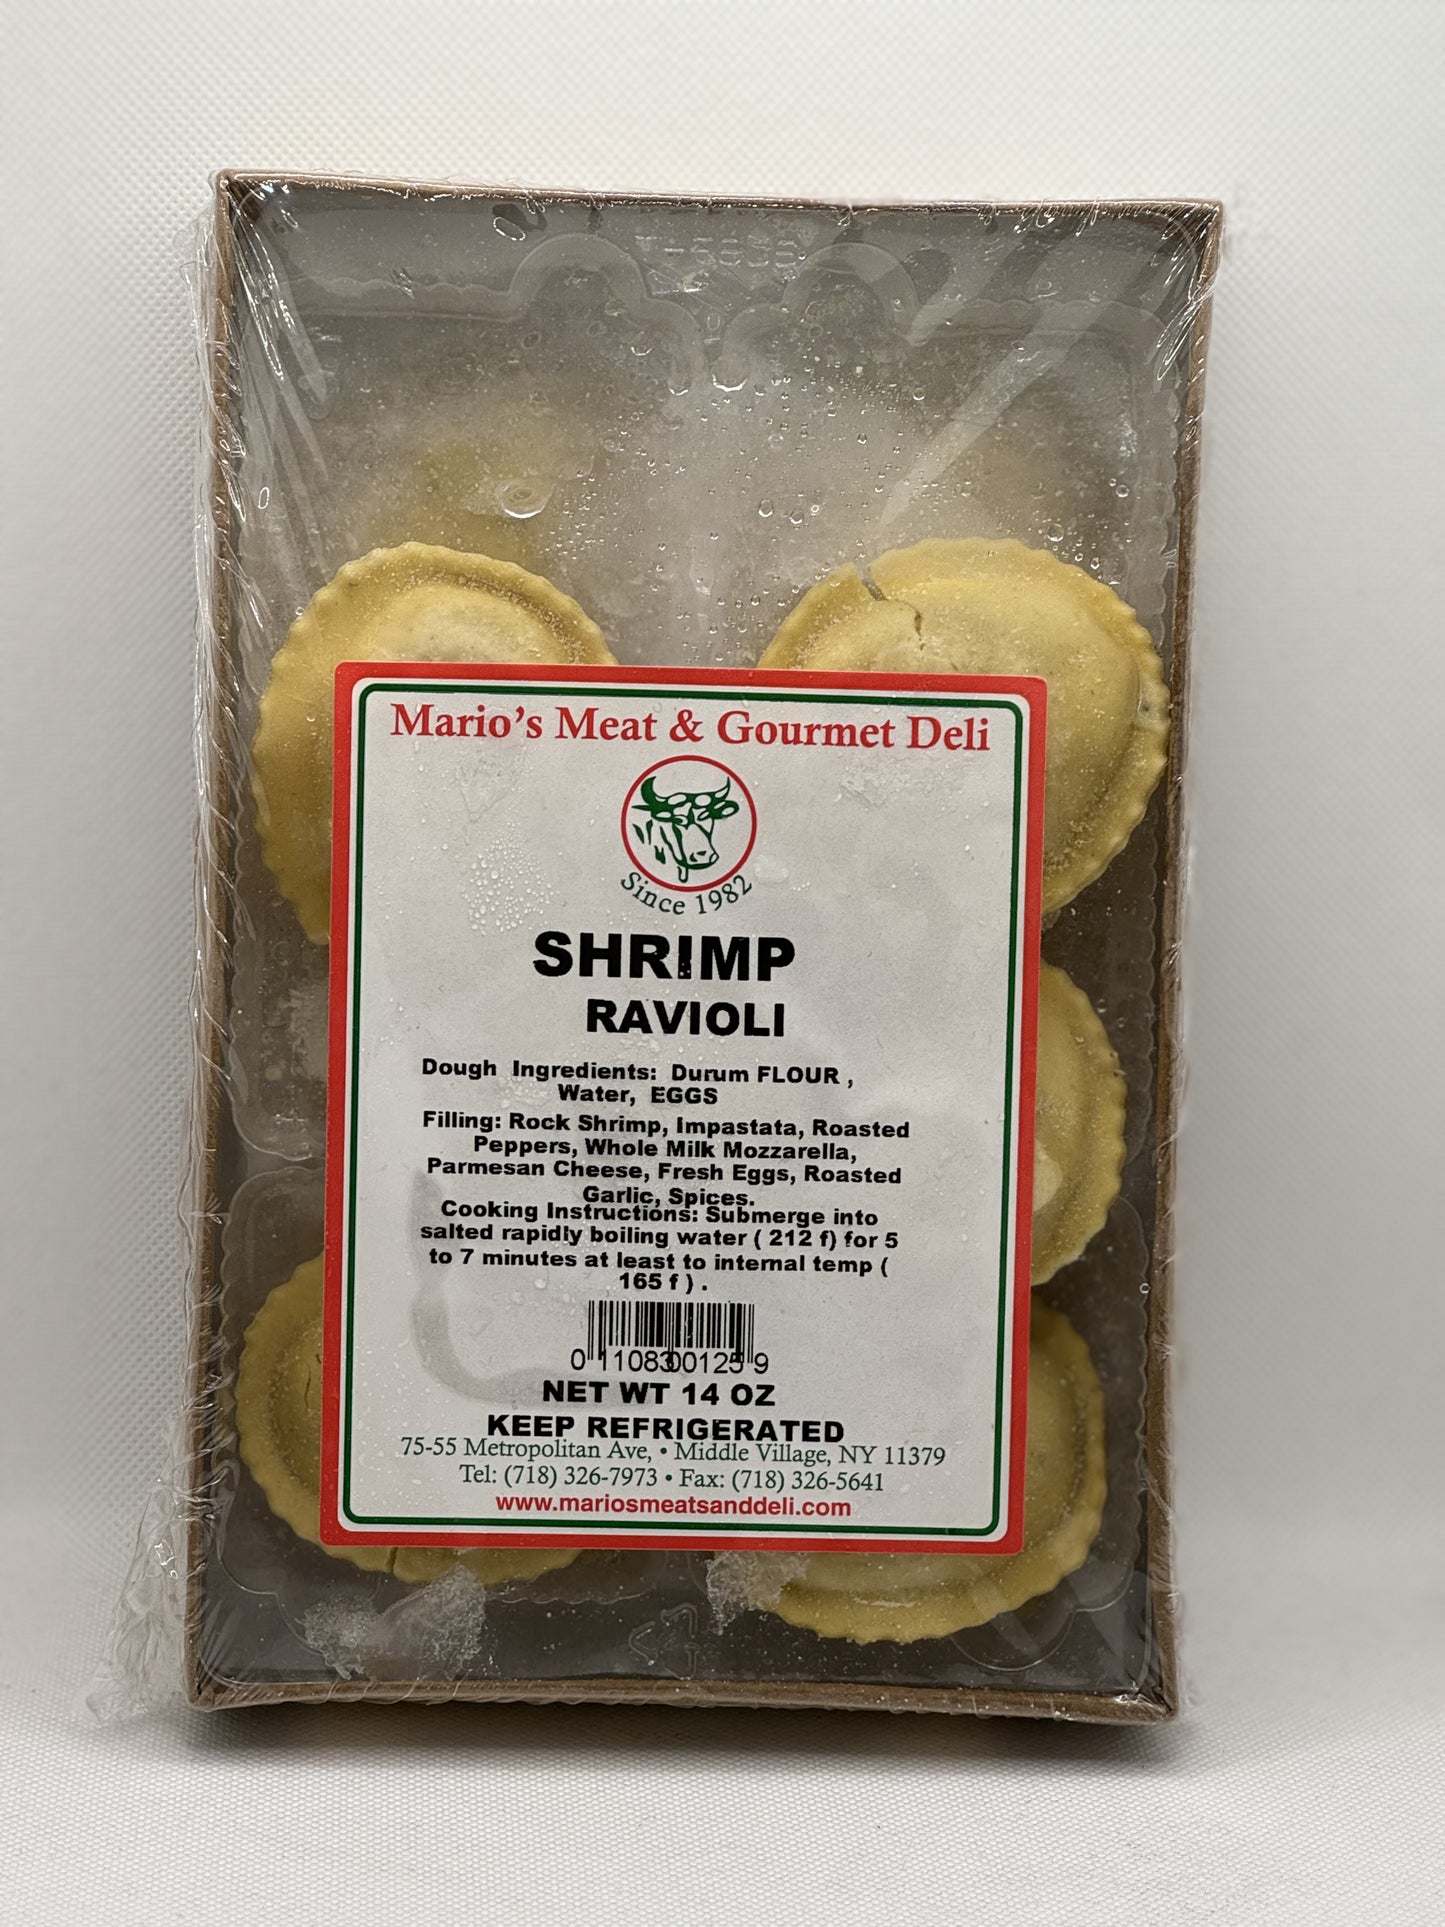 Mario's Meat & Gourmet Deli
Since 1982
SHRIMP
RAVIOLI
Dough Ingredients: Durum FLOUR ,
Water, EGGS
Filling: Rock Shrimp, Impastata, Roasted
Peppers, Whole Milk Mozzarella,
Parmesan Cheese, Fresh Eggs, Roasted
Garlic, Spices.
Cooking Instructions: Submerge into
salted rapidly boiling water ( 212 f) for 5
to 7 minutes at least to internal temp (
165 f ) .
0 11083 00125 9
NET WT 14 OZ
KEEP REFRIGERATED
75-55 Metropolitan Ave, • Middle Village, NY 11379
Tel: (718) 326-7973 • Fax: (718) 326-5641
www.mariosmeatsanddeli.com